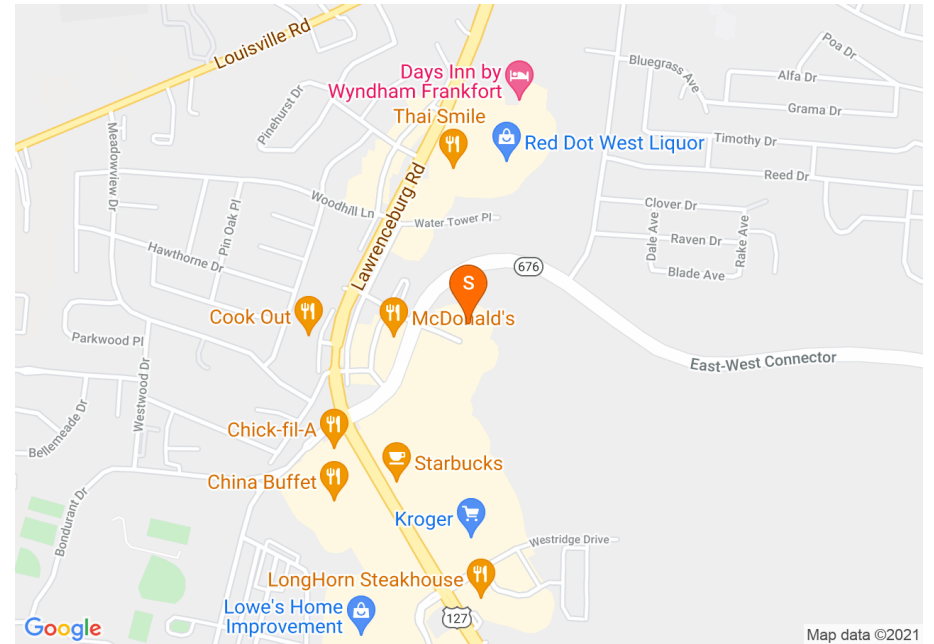 Louisville Rd
Poa Dr
Bluegrass Ave
Alfa Dr
Days Inn by
Wyndham Frankfort
Grama Dr
Pinehurst Dr
Thai Smile
Red Dot West Liquor
Timothy Dr
Meadowview Dr
Reed Dr
Lawrenceburg Rd
Woodhill Ln
Pin Oak Pl
Water Tower Pl
Clover Dr
Dale Ave
Raven Dr
Rake Ave
Hawthorne Dr
676
Blade Ave
S
Cook Out
McDonald's
Parkwood Pl
East-West Connector
Westwood Dr
Bellemeade Dr
Chick-fil-A
Starbucks
China Buffet
Bondurant Dr
Kroger
Westridge Drive
LongHorn Steakhouse
Lowe's Home
Improvement
127
Google
Map data ©2021